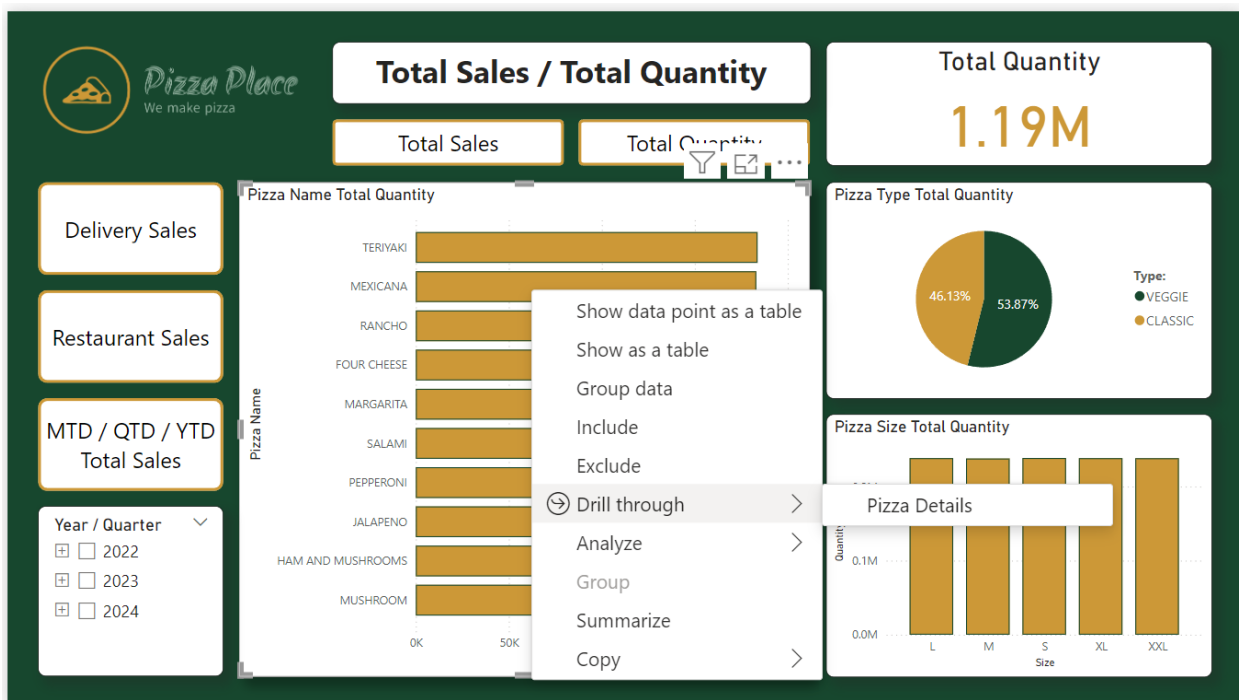 Pizza Place
We make pizza
Total Sales / Total Quantity
Total Sales
Total Quantity
Total Quantity
1.19M
Delivery Sales
Restaurant Sales
MTD / QTD / YTD
Total Sales
Year / Quarter
2022
2023
2024
Pizza Name Total Quantity
Pizza Name
TERIYAKI
MEXICANA
RANCHO
FOUR CHEESE
MARGARITA
SALAMI
PEPPERONI
JALAPENO
HAM AND MUSHROOMS
MUSHROOM
0K
50K
Show data point as a table
Show as a table
Group data
Include
Exclude
Drill through
Analyze
Group
Summarize
Copy
Pizza Details
Pizza Type Total Quantity
46.13%
53.87%
Type:
VEGGIE
CLASSIC
Pizza Size Total Quantity
Quantity
0.1M
0.0M
L
M
S
XL
XXL
Size